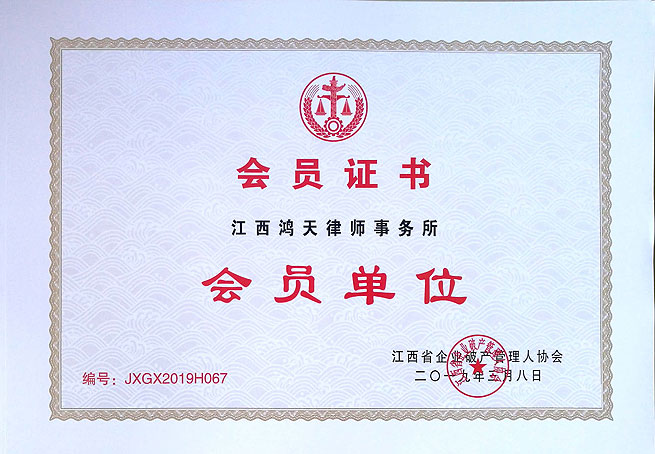 会员证书
江西鸿天律师事务所
会员单位
江西省企业破产管理人协会
二〇一九年三月八日
编号：JXGX2019H067